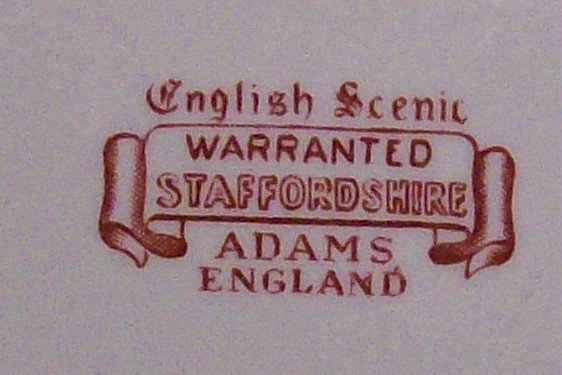 English Scenic
WARRANTED
STAFFORDSHIRE
ADAMS
ENGLAND